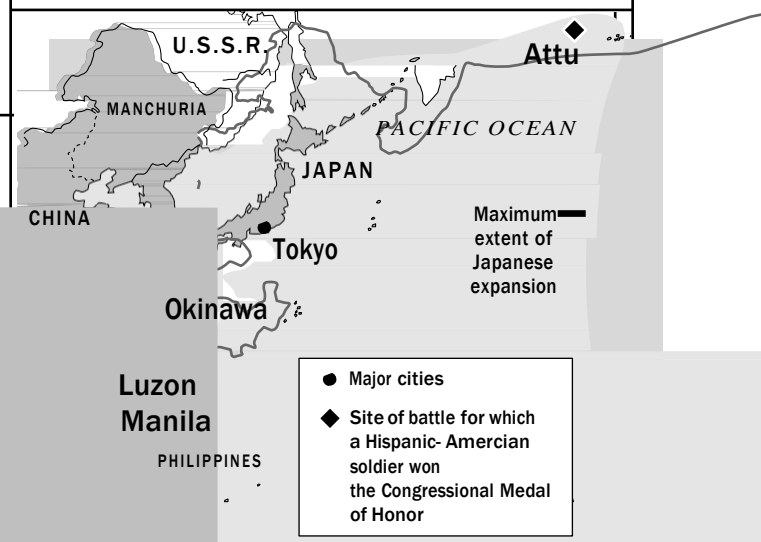 U.S.S.R.
Attu
MANCHURIA
PACIFIC OCEAN
JAPAN
CHINA
Maximum
extent of
Japanese
expansion
Tokyo
Okinawa
Luzon
Manila
PHILIPPINES
Major cities
Site of battle for which
a Hispanic- Amercian
soldier won
the Congressional Medal
of Honor